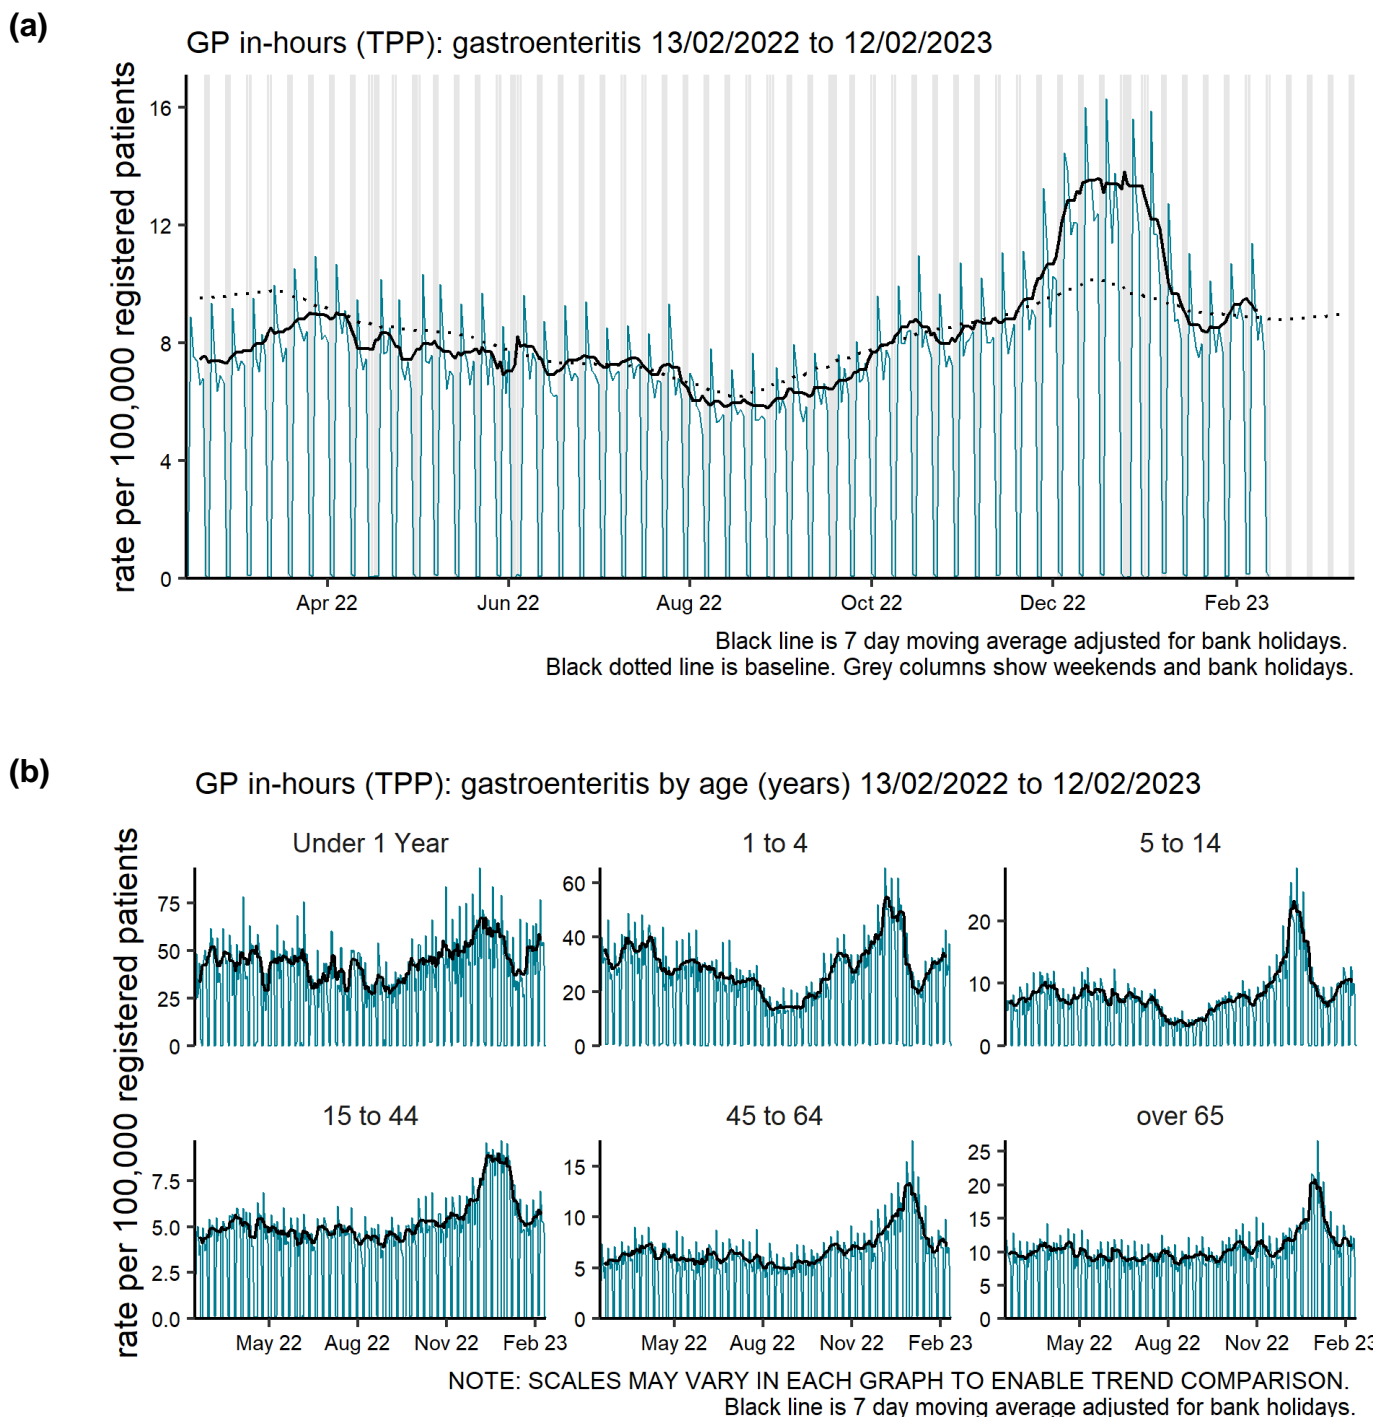 (a)
GP in-hours (TPP): gastroenteritis 13/02/2022 to 12/02/2023
rate per 100,000 registered patients
16
12
8
4
0
Apr 22 Jun 22 Aug 22 Oct 22 Dec 22 Feb 23
Black line is 7 day moving average adjusted for bank holidays.
Black dotted line is baseline. Grey columns show weekends and bank holidays.
(b)
GP in-hours (TPP): gastroenteritis by age (years) 13/02/2022 to 12/02/2023
rate per 100,000 registered patients
Under 1 Year
75
50
25
0
1 to 4
60
40
20
0
5 to 14
20
10
0
15 to 44
7.5
5.0
2.5
0.0
May 22 Aug 22 Nov 22 Feb 23
45 to 64
15
10
5
0
May 22 Aug 22 Nov 22 Feb 23
over 65
25
20
15
10
5
0
May 22 Aug 22 Nov 22 Feb 23
NOTE: SCALES MAY VARY IN EACH GRAPH TO ENABLE TREND COMPARISON.
Black line is 7 day moving average adjusted for bank holidays.